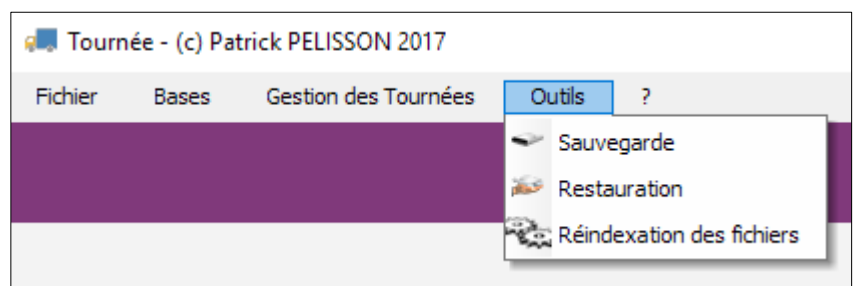 Tournée - (c) Patrick PELISSON 2017
Fichier Bases Gestion des Tournées Outils ?
Sauvegarde
Restauration
Réindexation des fichiers